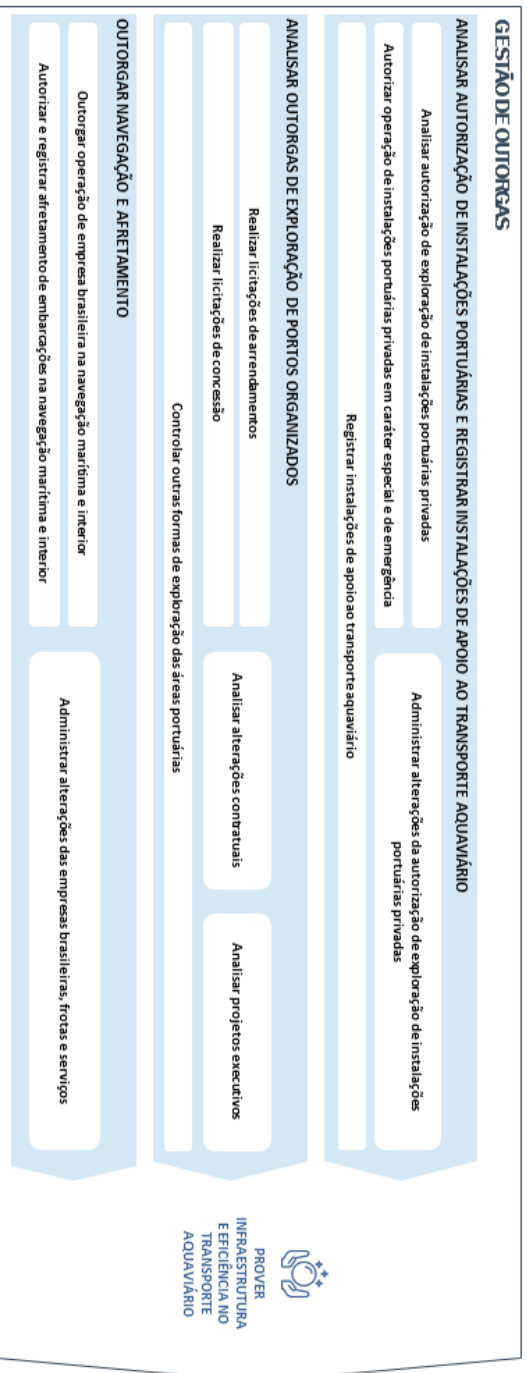 GESTÃO DE OUTORGAS
ANALISAR AUTORIZAÇÃO DE INSTALAÇÕES PORTUÁRIAS E REGISTRAR INSTALAÇÕES DE APOIO AO TRANSPORTE AQUAVIÁRIO
Analisar autorização de exploração de instalações portuárias privadas
Autorizar operação de instalações portuárias privadas em caráter especial e de emergência
Administrar alterações da autorização de exploração de instalações
portuárias privadas
Registrar instalações de apoio ao transporte aquaviário
ANALISAR OUTORGAS DE EXPLORAÇÃO DE PORTOS ORGANIZADOS
Realizar licitações de arrendamentos
Realizar licitações de concessão
Analisar alterações contratuais
Analisar projetos executivos
Controlar outras formas de exploração das áreas portuárias
OUTORGAR NAVEGAÇÃO E AFRETAMENTO
Outorgar operação de empresa brasileira na navegação marítima e interior
Autorizar e registrar afretamento de embarcações na navegação marítima e interior
Administrar alterações das empresas brasileiras, frotas e serviços
PROVER
INFRAESTRUTURA
E EFICIÊNCIA NO
TRANSPORTE
AQUAVIÁRIO